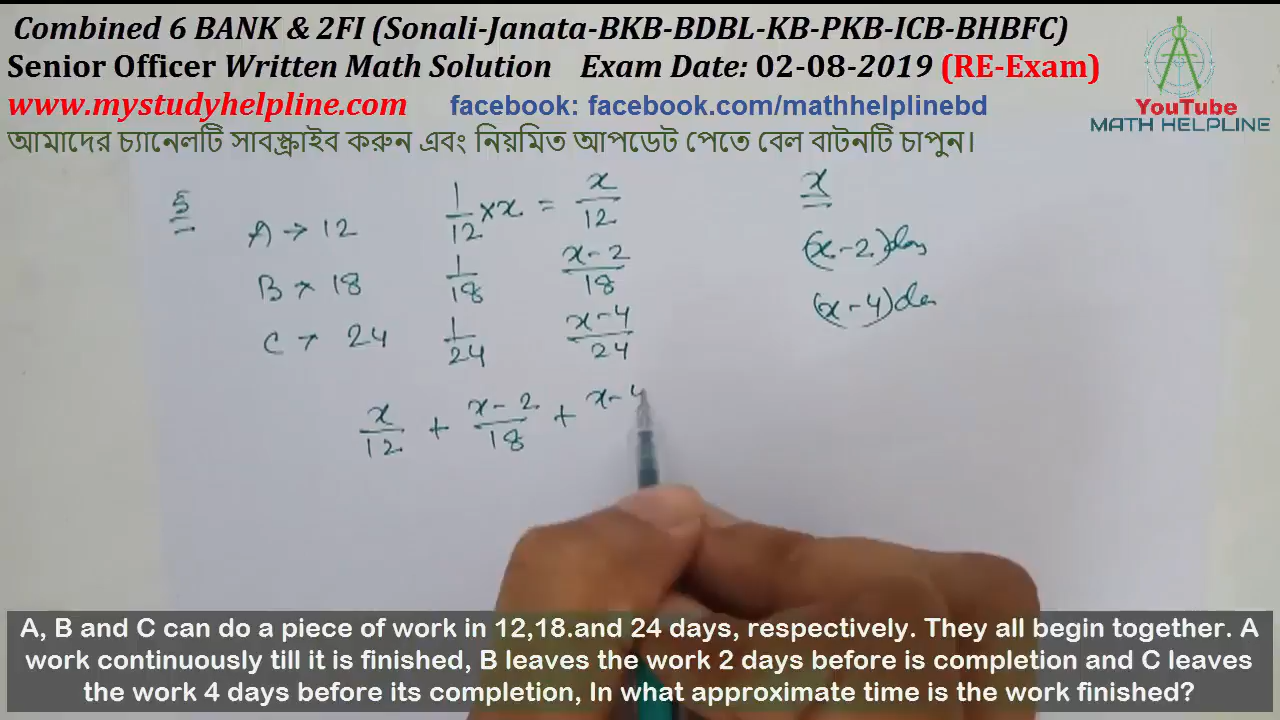 Combined 6 BANK & 2FI (Sonali-Janata-BKB-BDBL-KB-PKB-ICB-BHBFC)
Senior Officer Written Math Solution Exam Date: 02-08-2019 (RE-Exam)
www.mystudyhelpline.com facebook: facebook.com/mathhelplinebd
YouTube
MATH HELPLINE
আমাদের চ্যানেলটি সাবস্ক্রাইব করুন এবং নিয়মিত আপডেট পেতে বেল বাটনটি চাপুন।
A → 12 1/12 × x = x/12 x
B → 18 1/18 x-2/18 (x-2)day
C → 24 1/24 x-4/24 (x-4)da
x/12 + x-2/18 + x-4
A, B and C can do a piece of work in 12,18.and 24 days, respectively. They all begin together. A
work continuously till it is finished, B leaves the work 2 days before is completion and C leaves
the work 4 days before its completion, In what approximate time is the work finished?